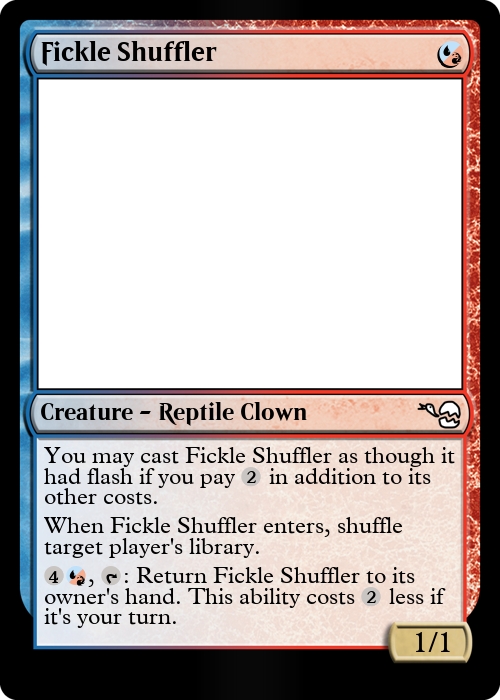 Fickle Shuffler
Creature – Reptile Clown
You may cast Fickle Shuffler as though it
had flash if you pay 2 in addition to its
other costs.
When Fickle Shuffler enters, shuffle
target player's library.
4 , : Return Fickle Shuffler to its
owner's hand. This ability costs 2 less if
it's your turn.
1/1